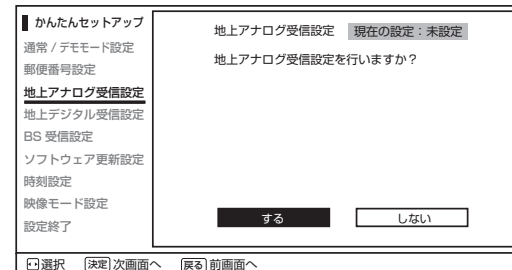 かんたんセットアップ
通常 / デモモード設定
郵便番号設定
地上アナログ受信設定
地上デジタル受信設定
BS 受信設定
ソフトウェア更新設定
時刻設定
映像モード設定
設定終了
地上アナログ受信設定 現在の設定：未設定
地上アナログ受信設定を行いますか？
する しない
選択 決定 次画面へ 戻る 前画面へ